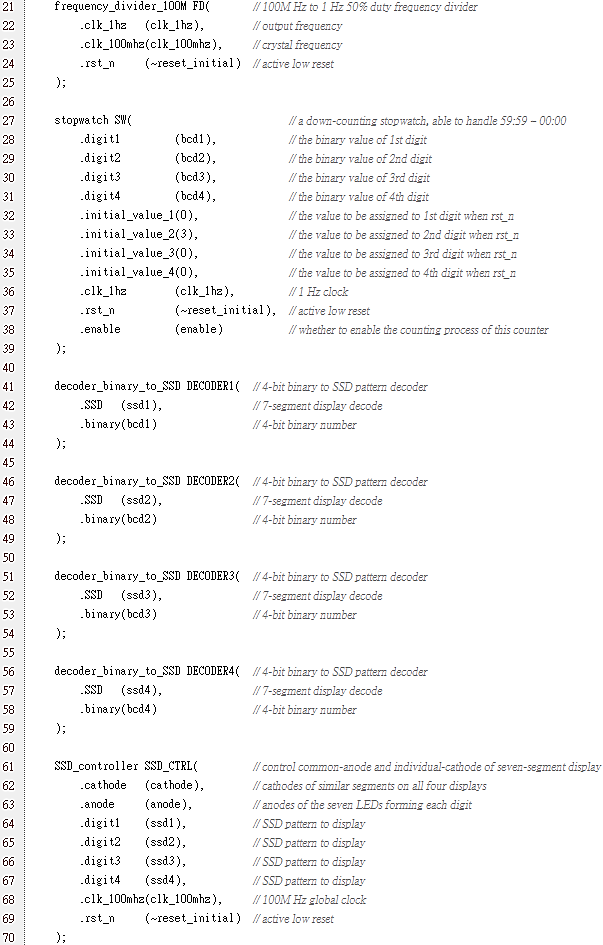 21 frequency_divider_100M FD( // 100M Hz to 1 Hz 50% duty frequency divider
22 .clk_1hz (clk_1hz), // output frequency
23 .clk_100mhz(clk_100mhz), // crystal frequency
24 .rst_n (~reset_initial) // active low reset
25 );
26
27 stopwatch SW( // a down-counting stopwatch, able to handle 59:59 – 00:00
28 .digit1 (bcd1), // the binary value of 1st digit
29 .digit2 (bcd2), // the binary value of 2nd digit
30 .digit3 (bcd3), // the binary value of 3rd digit
31 .digit4 (bcd4), // the binary value of 4th digit
32 .initial_value_1(0), // the value to be assigned to 1st digit when rst_n
33 .initial_value_2(3), // the value to be assigned to 2nd digit when rst_n
34 .initial_value_3(0), // the value to be assigned to 3rd digit when rst_n
35 .initial_value_4(0), // the value to be assigned to 4th digit when rst_n
36 .clk_1hz (clk_1hz), // 1 Hz clock
37 .rst_n (~reset_initial), // active low reset
38 .enable (enable) // whether to enable the counting process of this counter
39 );
40
41 decoder_binary_to_SSD DECODER1( // 4-bit binary to SSD pattern decoder
42 .SSD (ssd1), // 7-segment display decode
43 .binary(bcd1) // 4-bit binary number
44 );
45
46 decoder_binary_to_SSD DECODER2( // 4-bit binary to SSD pattern decoder
47 .SSD (ssd2), // 7-segment display decode
48 .binary(bcd2) // 4-bit binary number
49 );
50
51 decoder_binary_to_SSD DECODER3( // 4-bit binary to SSD pattern decoder
52 .SSD (ssd3), // 7-segment display decode
53 .binary(bcd3) // 4-bit binary number
54 );
55
56 decoder_binary_to_SSD DECODER4( // 4-bit binary to SSD pattern decoder
57 .SSD (ssd4), // 7-segment display decode
58 .binary(bcd4) // 4-bit binary number
59 );
60
61 SSD_controller SSD_CTRL( // control common-anode and individual-cathode of seven-segment display
62 .cathode (cathode), // cathodes of similar segments on all four displays
63 .anode (anode), // anodes of the seven LEDs forming each digit
64 .digit1 (ssd1), // SSD pattern to display
65 .digit2 (ssd2), // SSD pattern to display
66 .digit3 (ssd3), // SSD pattern to display
67 .digit4 (ssd4), // SSD pattern to display
68 .clk_100mhz(clk_100mhz), // 100M Hz global clock
69 .rst_n (~reset_initial) // active low reset
70 );